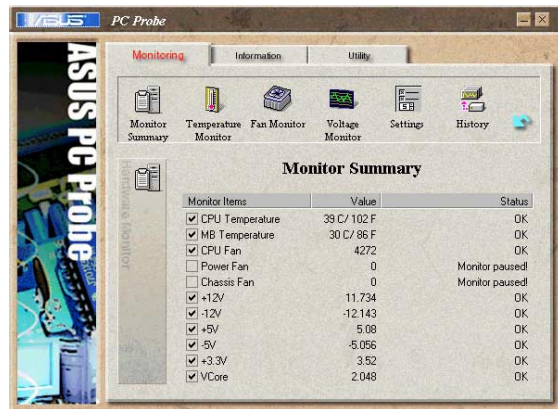 /SUS PC Probe
ASUS PC Probe
Monitoring Information Utility
Monitor Summary
Temperature Monitor
Fan Monitor
Voltage Monitor
Settings
History
Hardware Monitor
Monitor Summary
Monitor Items Value Status
CPU Temperature 39 C/ 102 F OK
MB Temperature 30 C/ 86 F OK
CPU Fan 4272 OK
Power Fan 0 Monitor paused!
Chassis Fan 0 Monitor paused!
+12V 11.734 OK
-12V -12.143 OK
+5V 5.08 OK
-5V -5.056 OK
+3.3V 3.52 OK
VCore 2.048 OK